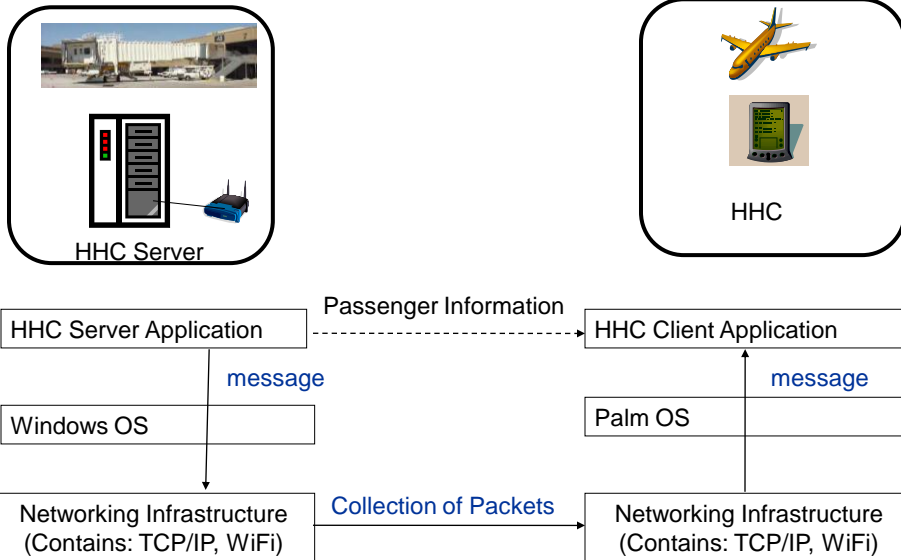 HHC Server
HHC
Passenger Information
HHC Server Application
HHC Client Application
message
message
Windows OS
Palm OS
Collection of Packets
Networking Infrastructure
(Contains: TCP/IP, WiFi)
Networking Infrastructure
(Contains: TCP/IP, WiFi)